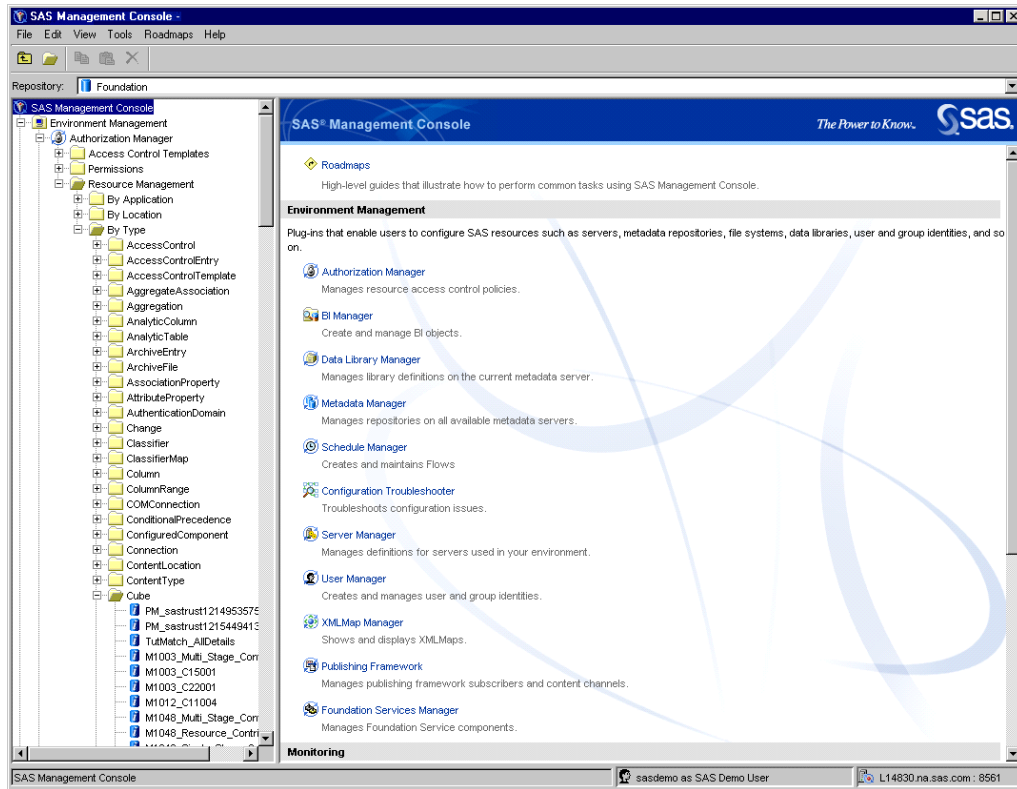 SAS Management Console -
File Edit View Tools Roadmaps Help
Repository: Foundation
SAS Management Console
Environment Management
Authorization Manager
Access Control Templates
Permissions
Resource Management
By Application
By Location
By Type
AccessControl
AccessControlEntry
AccessControlTemplate
AggregateAssociation
Aggregation
AnalyticColumn
AnalyticTable
ArchiveEntry
ArchiveFile
AssociationProperty
AttributeProperty
AuthenticationDomain
Change
Classifier
ClassifierMap
Column
ColumnRange
COMConnection
ConditionalPrecedence
ConfiguredComponent
Connection
ContentLocation
ContentType
Cube
PM_sastrust1214953575
PM_sastrust1215449413
TutMatch_AllDetails
M1003_Multi_Stage_Con
M1003_C15001
M1003_C22001
M1012_C11004
M1048_Multi_Stage_Con
M1048_Resource_Contri
SAS® Management Console
The Power to Know.
sas.
Roadmaps
High-level guides that illustrate how to perform common tasks using SAS Management Console.
Environment Management
Plug-ins that enable users to configure SAS resources such as servers, metadata repositories, file systems, data libraries, user and group identities, and so
on.
Authorization Manager
Manages resource access control policies.
BI Manager
Create and manage BI objects.
Data Library Manager
Manages library definitions on the current metadata server.
Metadata Manager
Manages repositories on all available metadata servers.
Schedule Manager
Creates and maintains Flows
Configuration Troubleshooter
Troubleshoots configuration issues.
Server Manager
Manages definitions for servers used in your environment.
User Manager
Creates and manages user and group identities.
XMLMap Manager
Shows and displays XMLMaps.
Publishing Framework
Manages publishing framework subscribers and content channels.
Foundation Services Manager
Manages Foundation Service components.
Monitoring
SAS Management Console
sasdemo as SAS Demo User
L14830.na.sas.com : 8561